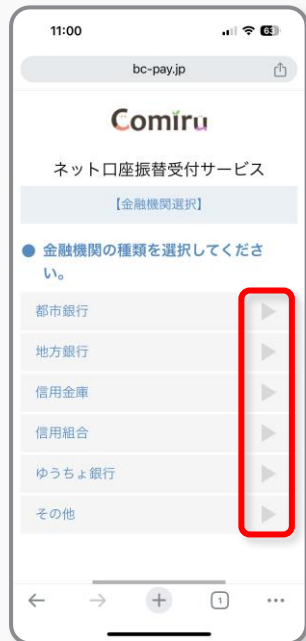 11:00
63
bc-pay.jp
Comiru
ネット口座振替受付サービス
【金融機関選択】
● 金融機関の種類を選択してくださ
い。
都市銀行
地方銀行
信用金庫
信用組合
ゆうちょ銀行
その他
1